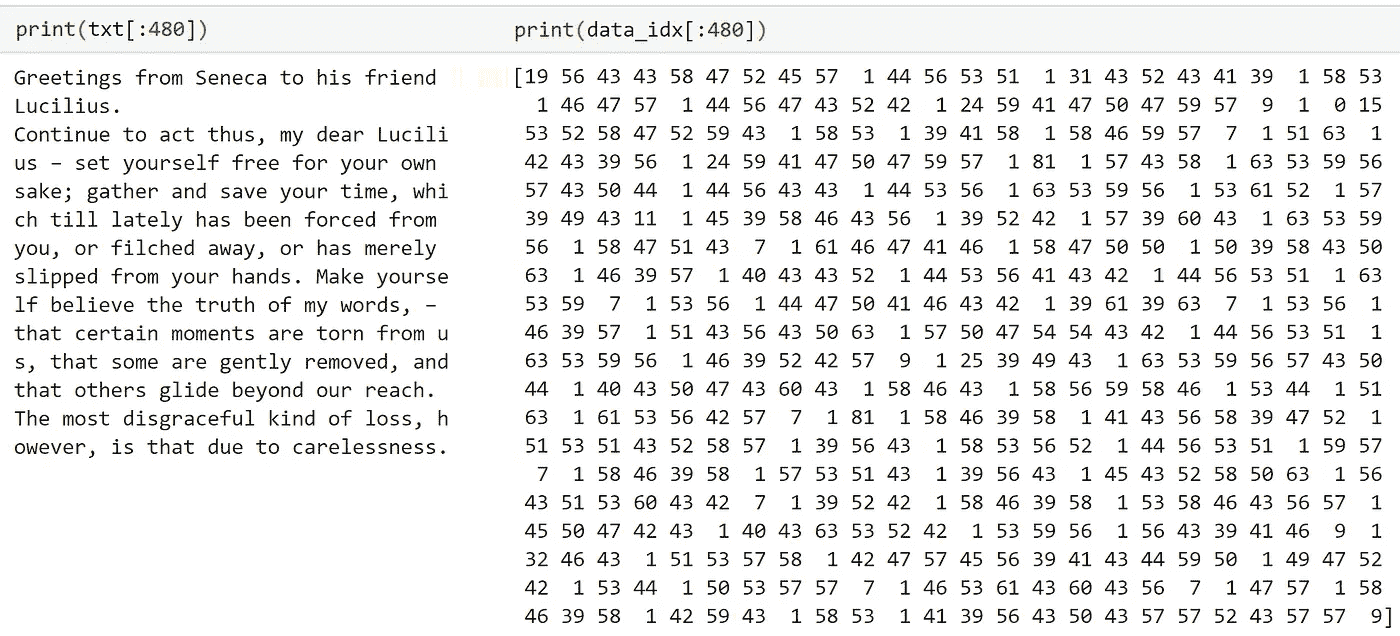 print(txt[:480])
print(data_idx[:480])
Greetings from Seneca to his friend
Lucilius.
Continue to act thus, my dear Lucili
us – set yourself free for your own
sake; gather and save your time, whi
ch till lately has been forced from
you, or filched away, or has merely
slipped from your hands. Make yourse
lf believe the truth of my words, –
that certain moments are torn from u
s, that some are gently removed, and
that others glide beyond our reach.
The most disgraceful kind of loss, h
owever, is that due to carelessness.
[19 56 43 43 58 47 52 45 57  1 44 56 53 51  1 31 43 52 43 41 39  1 58 53
  1 46 47 57  1 44 56 47 43 52 42  1 24 59 41 47 50 47 59 57  9  1  0 15
 53 52 58 47 52 59 43  1 58 53  1 39 41 58  1 58 46 59 57  7  1 51 63  1
 42 43 39 56  1 24 59 41 47 50 47 59 57  1 81  1 57 43 58  1 63 53 59 56
 57 43 50 44  1 44 56 43 43  1 44 53 56  1 63 53 59 56  1 53 61 52  1 57
 39 49 43 11  1 45 39 58 46 43 56  1 39 52 42  1 57 39 60 43  1 63 53 59
 56  1 58 47 51 43  7  1 61 46 47 41 46  1 58 47 50 50  1 50 39 58 43 50
 63  1 46 39 57  1 40 43 43 52  1 44 53 56 41 43 42  1 44 56 53 51  1 63
 53 59  7  1 53 56  1 44 47 50 41 46 43 42  1 39 61 39 63  7  1 53 56  1
 46 39 57  1 51 43 56 43 50 63  1 57 50 47 54 54 43 42  1 44 56 53 51  1
 63 53 59 56  1 46 39 52 42 57  9  1 25 39 49 43  1 63 53 59 56 57 43 50
 44  1 40 43 50 47 43 60 43  1 58 46 43  1 58 56 59 58 46  1 53 44  1 51
 63  1 61 53 56 42 57  7  1 81  1 58 46 39 58  1 41 43 56 58 39 47 52  1
 51 53 51 43 52 58 57  1 39 56 43  1 58 53 56 52  1 44 56 53 51  1 59 57
  7  1 58 46 39 58  1 57 53 51 43  1 39 56 43  1 45 43 52 58 50 63  1 56
 43 51 53 60 43 42  7  1 39 52 42  1 58 46 39 58  1 53 58 46 43 56 57  1
 45 50 47 42 43  1 40 43 63 53 52 42  1 53 59 56  1 56 43 39 41 46  9  1
 32 46 43  1 51 53 57 58  1 42 47 57 45 56 39 41 43 44 59 50  1 49 47 52
 42  1 53 44  1 50 53 57 57  7  1 46 53 61 43 60 43 56  7  1 47 57  1 58
 46 39 58  1 42 59 43  1 58 53  1 41 39 56 43 50 43 57 57 52 43 57 57  9]